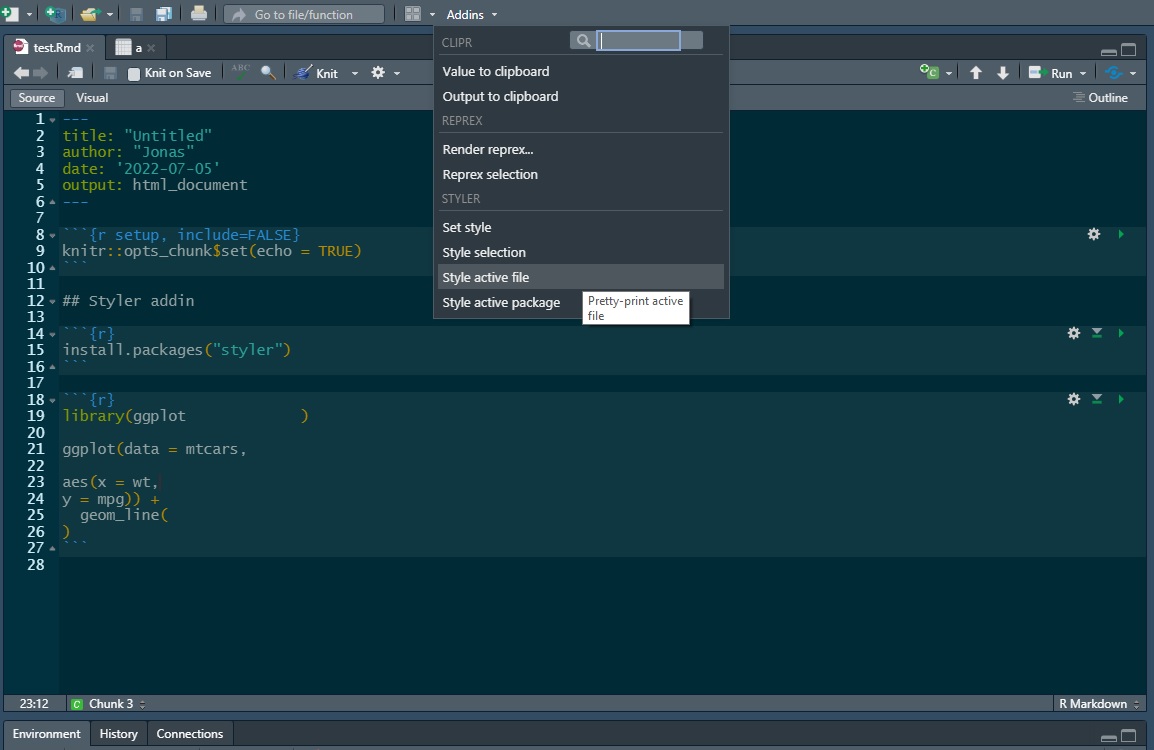 Go to file/function Addins
test.Rmd a
Knit on Save ABC Knit Run
Source Visual Outline
CLIPR
Value to clipboard
Output to clipboard
REPREX
Render reprex...
Reprex selection
STYLER
Set style
Style selection
Style active file
Style active package
Pretty-print active
file
1 ---
2 title: "Untitled"
3 author: "Jonas"
4 date: '2022-07-05'
5 output: html_document
6 ---
7
8 ```{r setup, include=FALSE}
9 knitr::opts_chunk$set(echo = TRUE)
10 ```
11
12 ## Styler addin
13
14 ```{r}
15 install.packages("styler")
16 ```
17
18 ```{r}
19 library(ggplot )
20
21 ggplot(data = mtcars,
22
23 aes(x = wt,
24 y = mpg)) +
25 geom_line(
26 )
27 ```
28
23:12 C Chunk 3 R Markdown
Environment History Connections